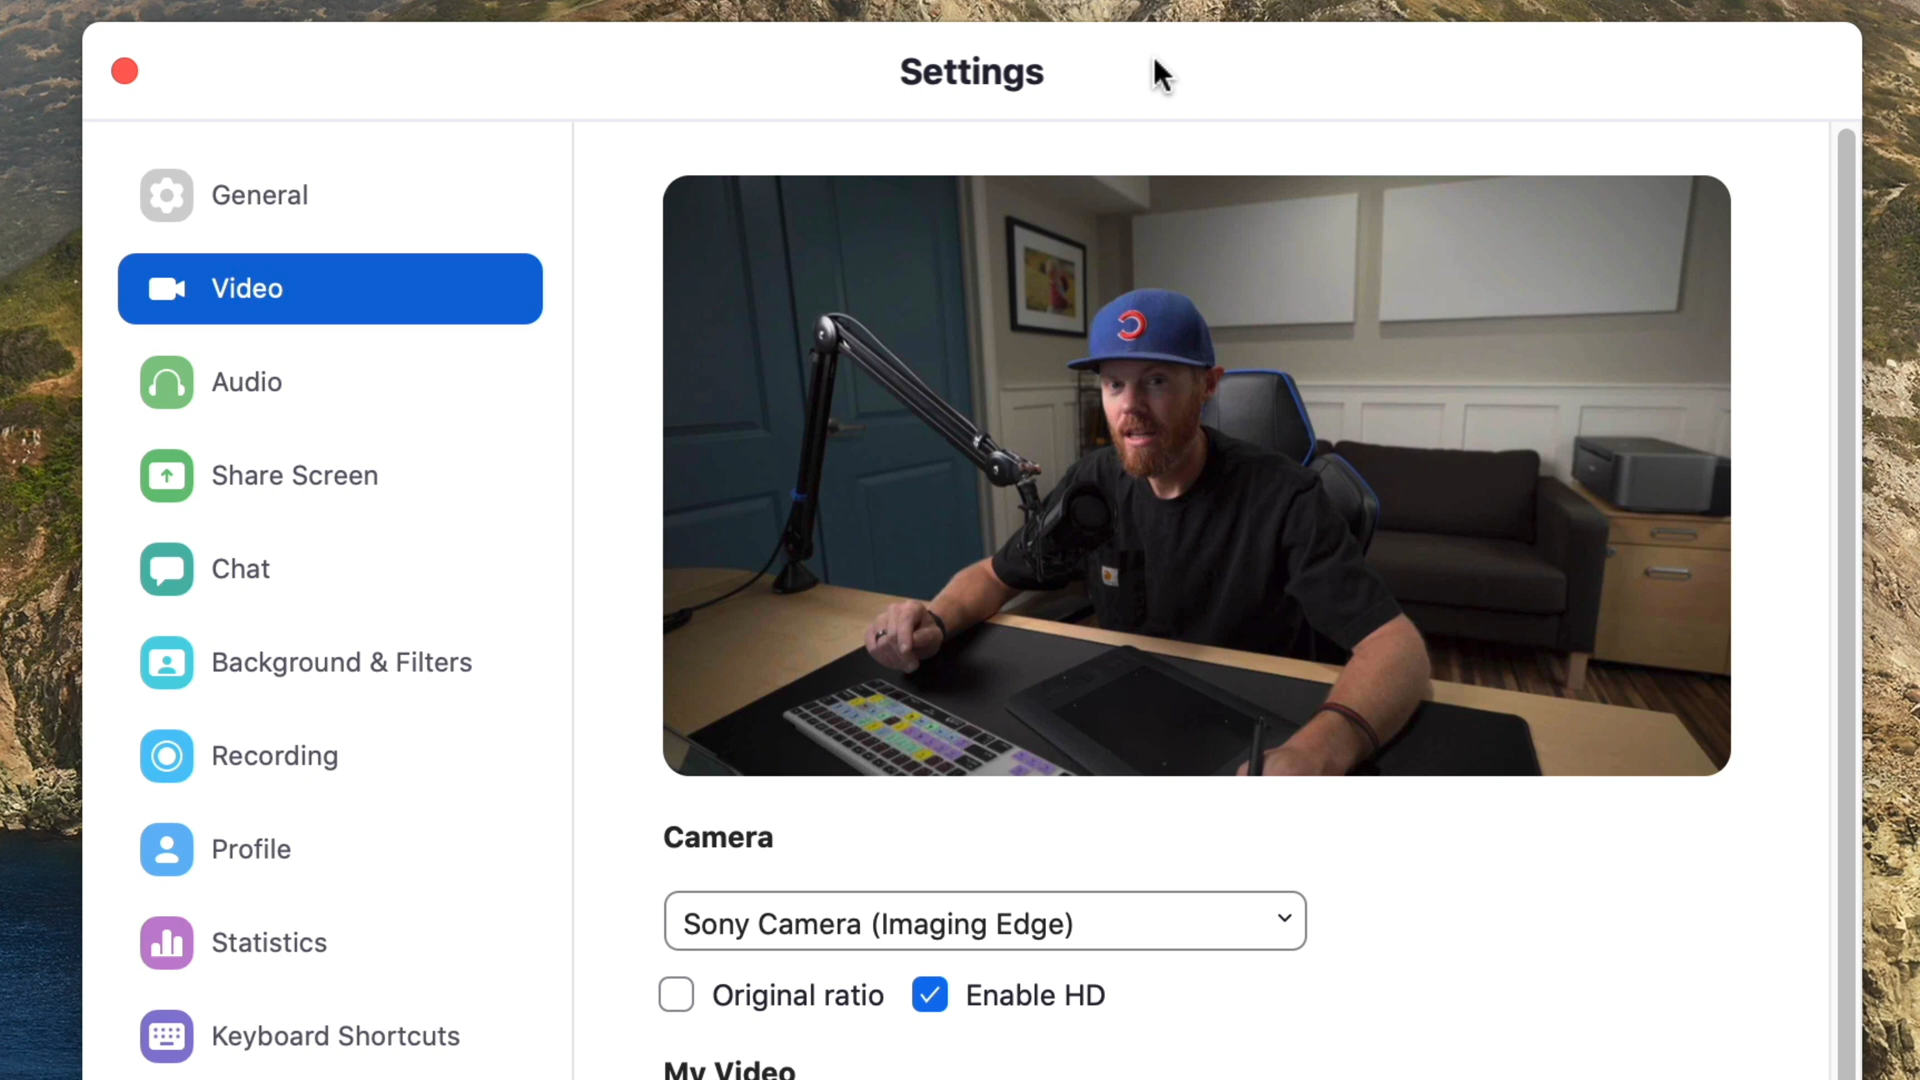 Settings
General
Video
Audio
Share Screen
Chat
Background & Filters
Recording
Profile
Statistics
Keyboard Shortcuts
Camera
Sony Camera (Imaging Edge)
Original ratio
Enable HD
My Video